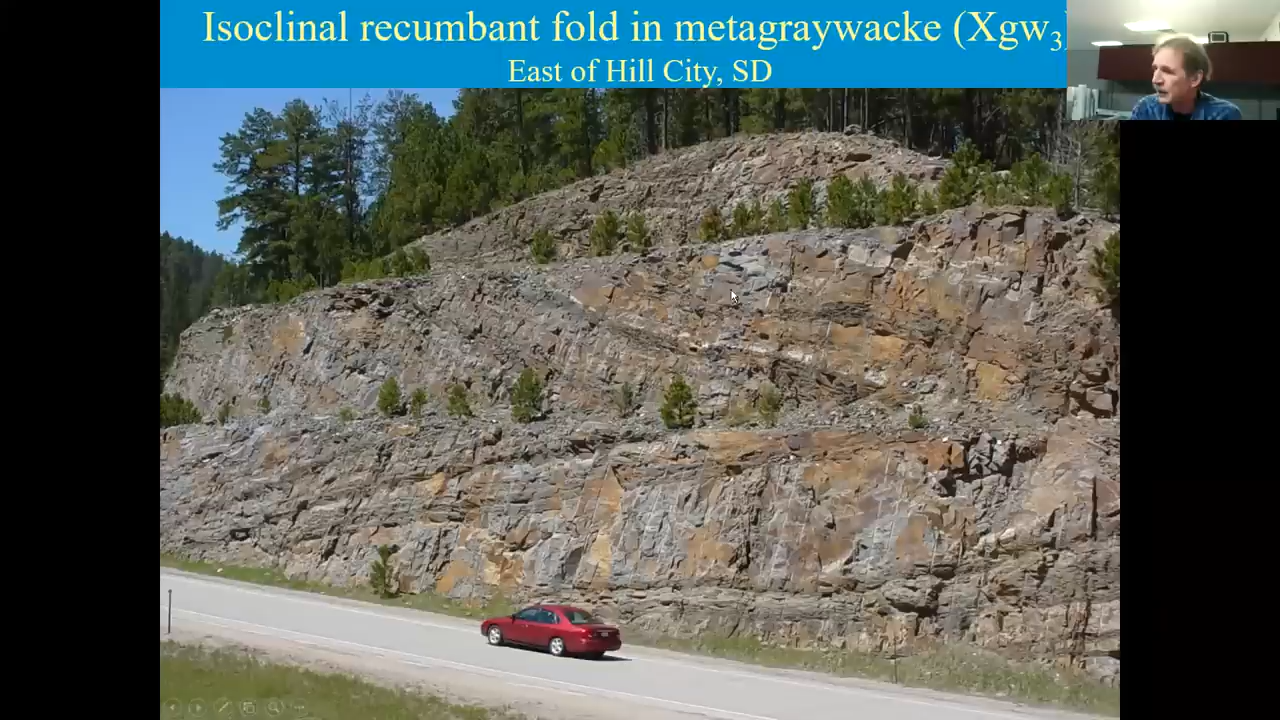 Isoclinal recumbant fold in metagraywacke (Xgw3)
East of Hill City, SD